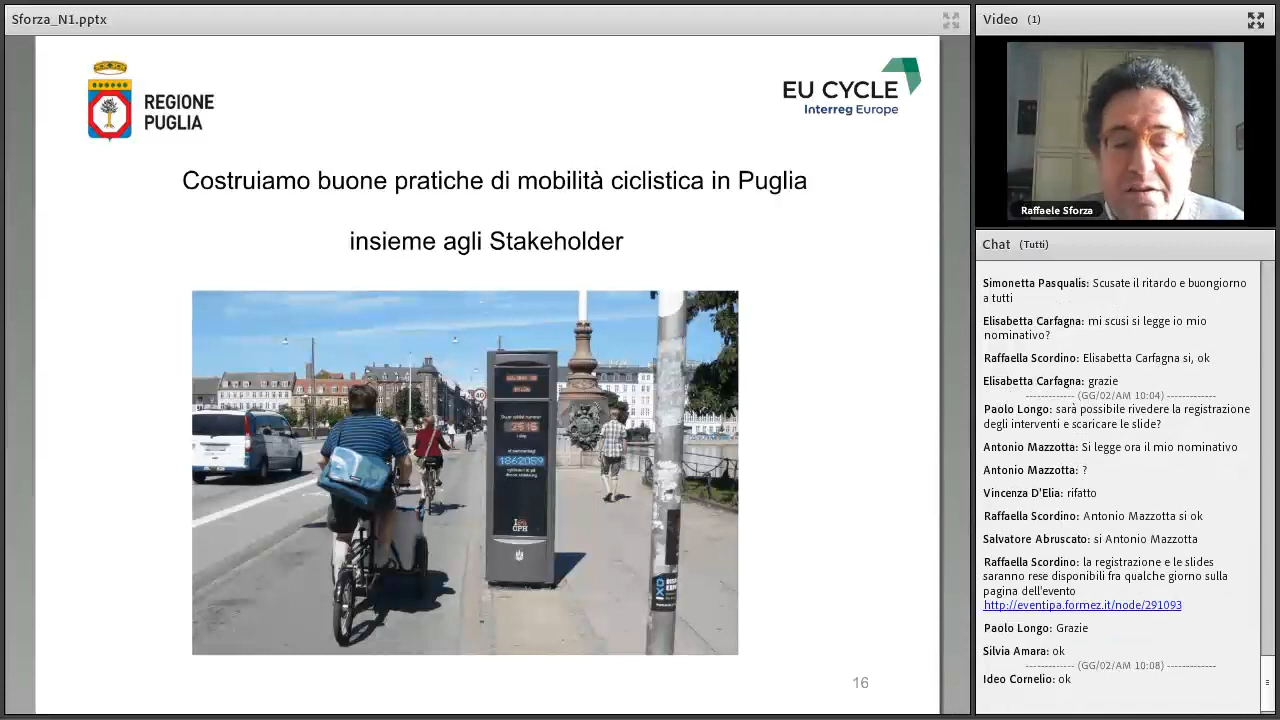 Sforza_N1.pptx
REGIONE
PUGLIA
EU CYCLE
Interreg Europe
Costruiamo buone pratiche di mobilità ciclistica in Puglia
insieme agli Stakeholder
40
2515
1862059
I
CPH
16
Video (1)
Raffaele Sforza
Chat (Tutti)
Simonetta Pasqualis: Scusate il ritardo e buongiorno
a tutti
Elisabetta Carfagna: mi scusi si legge io mio
nominativo?
Raffaella Scordino: Elisabetta Carfagna si, ok
Elisabetta Carfagna: grazie
------------ (GG/02/AM 10:04) ------------
Paolo Longo: sarà possibile rivedere la registrazione
degli interventi e scaricare le slide?
Antonio Mazzotta: Si legge ora il mio nominativo
Antonio Mazzotta: ?
Vincenza D'Elia: rifatto
Raffaella Scordino: Antonio Mazzotta si ok
Salvatore Abruscato: si Antonio Mazzotta
Raffaella Scordino: la registrazione e le slides
saranno rese disponibili fra qualche giorno sulla
pagina dell'evento
http://eventipa.formez.it/node/291093
Paolo Longo: Grazie
Silvia Amara: ok
------------ (GG/02/AM 10:08) ------------
Ideo Cornelio: ok